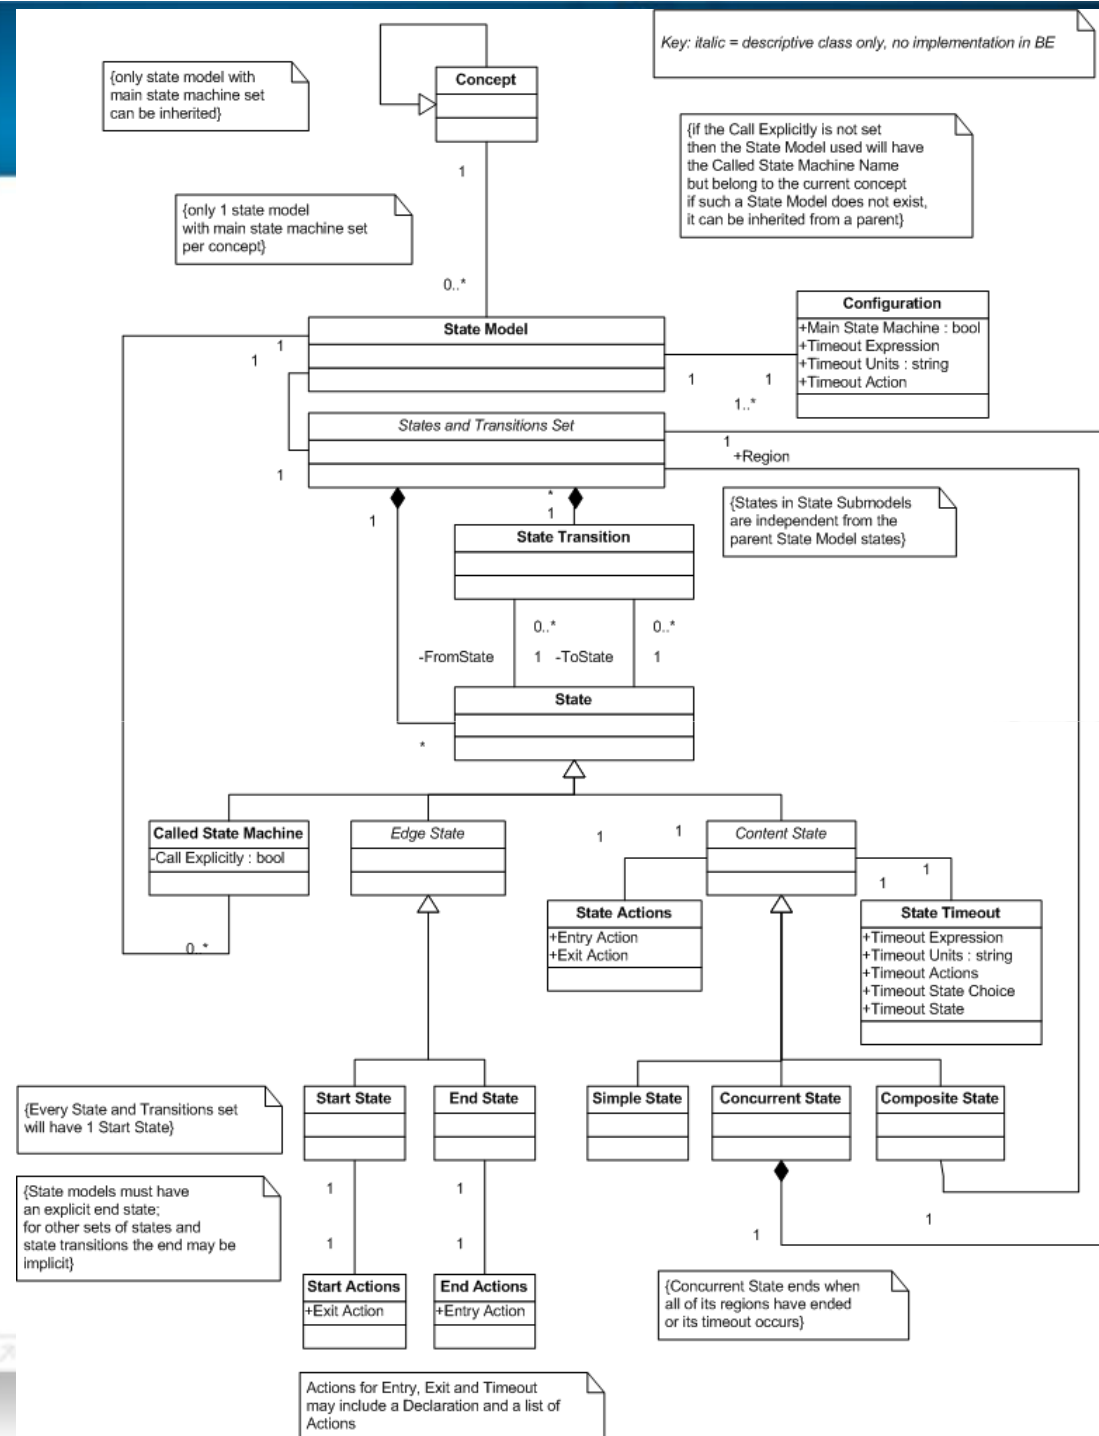 Key: italic = descriptive class only, no implementation in BE
{only state model with
main state machine set
can be inherited}
Concept
{if the Call Explicitly is not set
then the State Model used will have
the Called State Machine Name
but belong to the current concept
if such a State Model does not exist,
it can be inherited from a parent}
1
{only 1 state model
with main state machine set
per concept}
0..*
Configuration
+Main State Machine : bool
+Timeout Expression
+Timeout Units : string
+Timeout Action
State Model
1
1
1
1
1..*
States and Transitions Set
1
+Region
1
*
1
1
{States in State Submodels
are independent from the
parent State Model states}
State Transition
0..*
0..*
-FromState
1
-ToState
1
State
*
Called State Machine
-Call Explicitly : bool
Edge State
1
1
Content State
1
1
0..*
State Actions
+Entry Action
+Exit Action
State Timeout
+Timeout Expression
+Timeout Units : string
+Timeout Actions
+Timeout State Choice
+Timeout State
{Every State and Transitions set
will have 1 Start State}
Start State
End State
Simple State
Concurrent State
Composite State
{State models must have
an explicit end state;
for other sets of states and
state transitions the end may be
implicit}
1
1
1
1
1
1
Start Actions
+Exit Action
End Actions
+Entry Action
{Concurrent State ends when
all of its regions have ended
or its timeout occurs}
Actions for Entry, Exit and Timeout
may include a Declaration and a list of
Actions